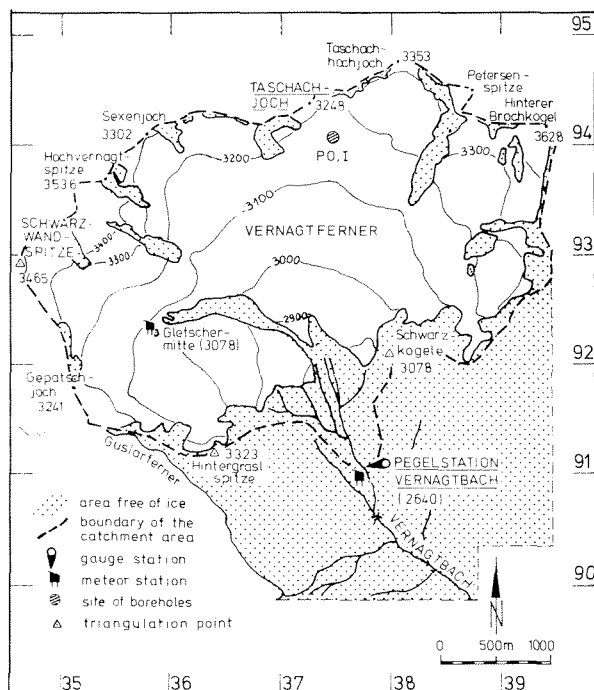 95
Taschach-
hochjoch
3353
Petersen-
spitze
TASCHACH-
JOCH
3248
Hinterer
Brochkogel
3628
Sexenjoch
3302
94
PO, I
3200
3300
Hochvernagt-
spitze
3536
3100
VERNAGTFERNER
SCHWARZ-
WAND-
SPITZE
3400
3300
93
3465
3000
2900
3
Gletscher-
mitte (3078)
Schwarz
kogele
3078
92
Gepatsch-
joch
3241
3323
Hintergrasl-
spitze
Guslarferner
PEGELSTATION
VERNAGTBACH
(2640)
91
area free of ice
boundary of the
catchment area
gauge station
meteor station
site of boreholes
triangulation point
VERNAGTBACH
90
N
0 500m 1000
35 36 37 38 39